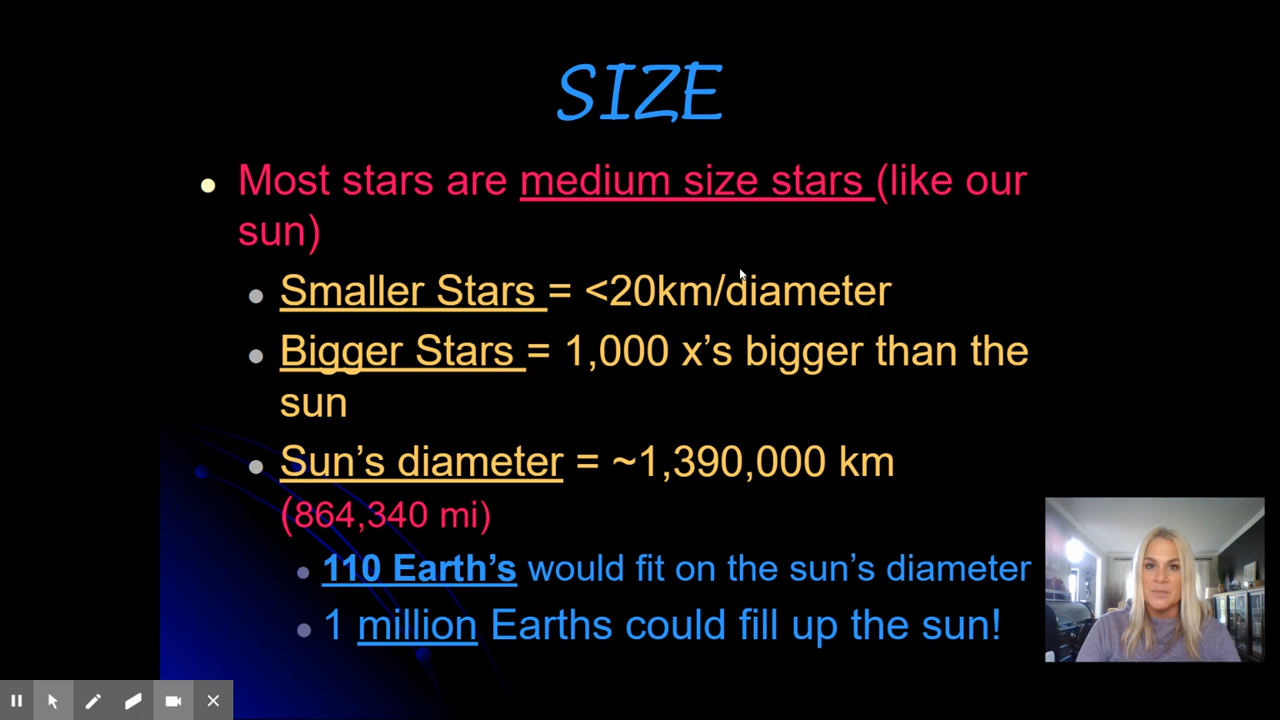 SIZE
Most stars are medium size stars (like our
sun)
Smaller Stars = <20km/diameter
Bigger Stars = 1,000 x’s bigger than the
sun
Sun’s diameter = ~1,390,000 km
(864,340 mi)
110 Earth’s would fit on the sun’s diameter
1 million Earths could fill up the sun!